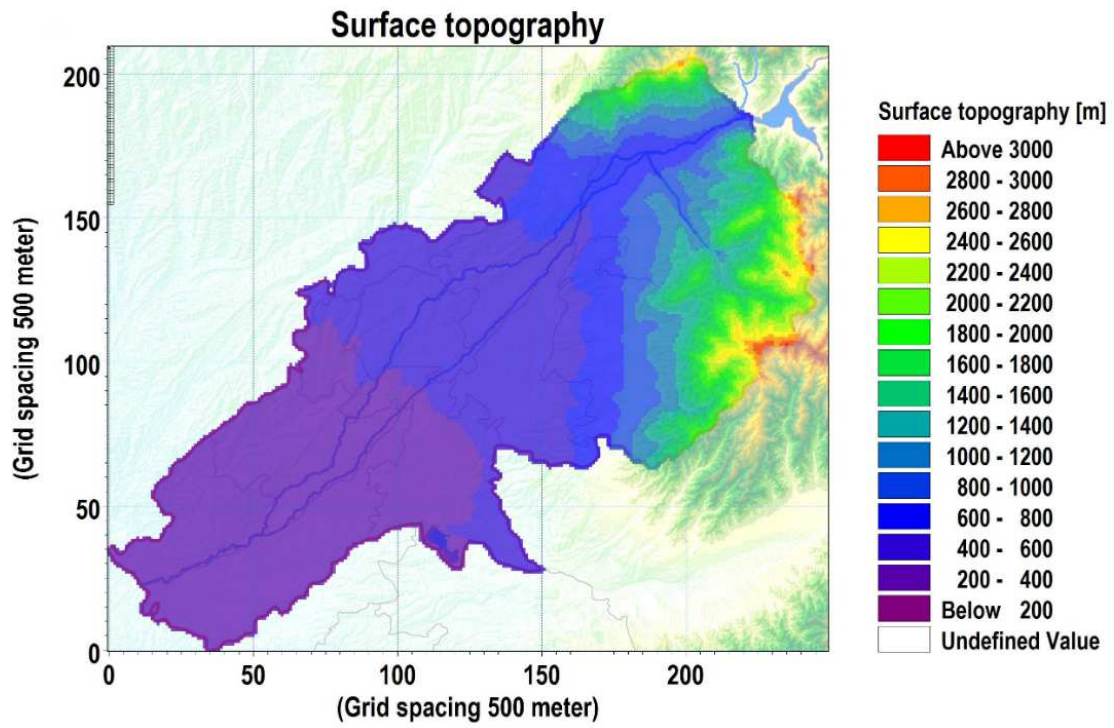 Surface topography
200
150
100
50
0
(Grid spacing 500 meter)
0 50 100 150 200
(Grid spacing 500 meter)
Surface topography [m]
Above 3000
2800 - 3000
2600 - 2800
2400 - 2600
2200 - 2400
2000 - 2200
1800 - 2000
1600 - 1800
1400 - 1600
1200 - 1400
1000 - 1200
800 - 1000
600 - 800
400 - 600
200 - 400
Below 200
Undefined Value